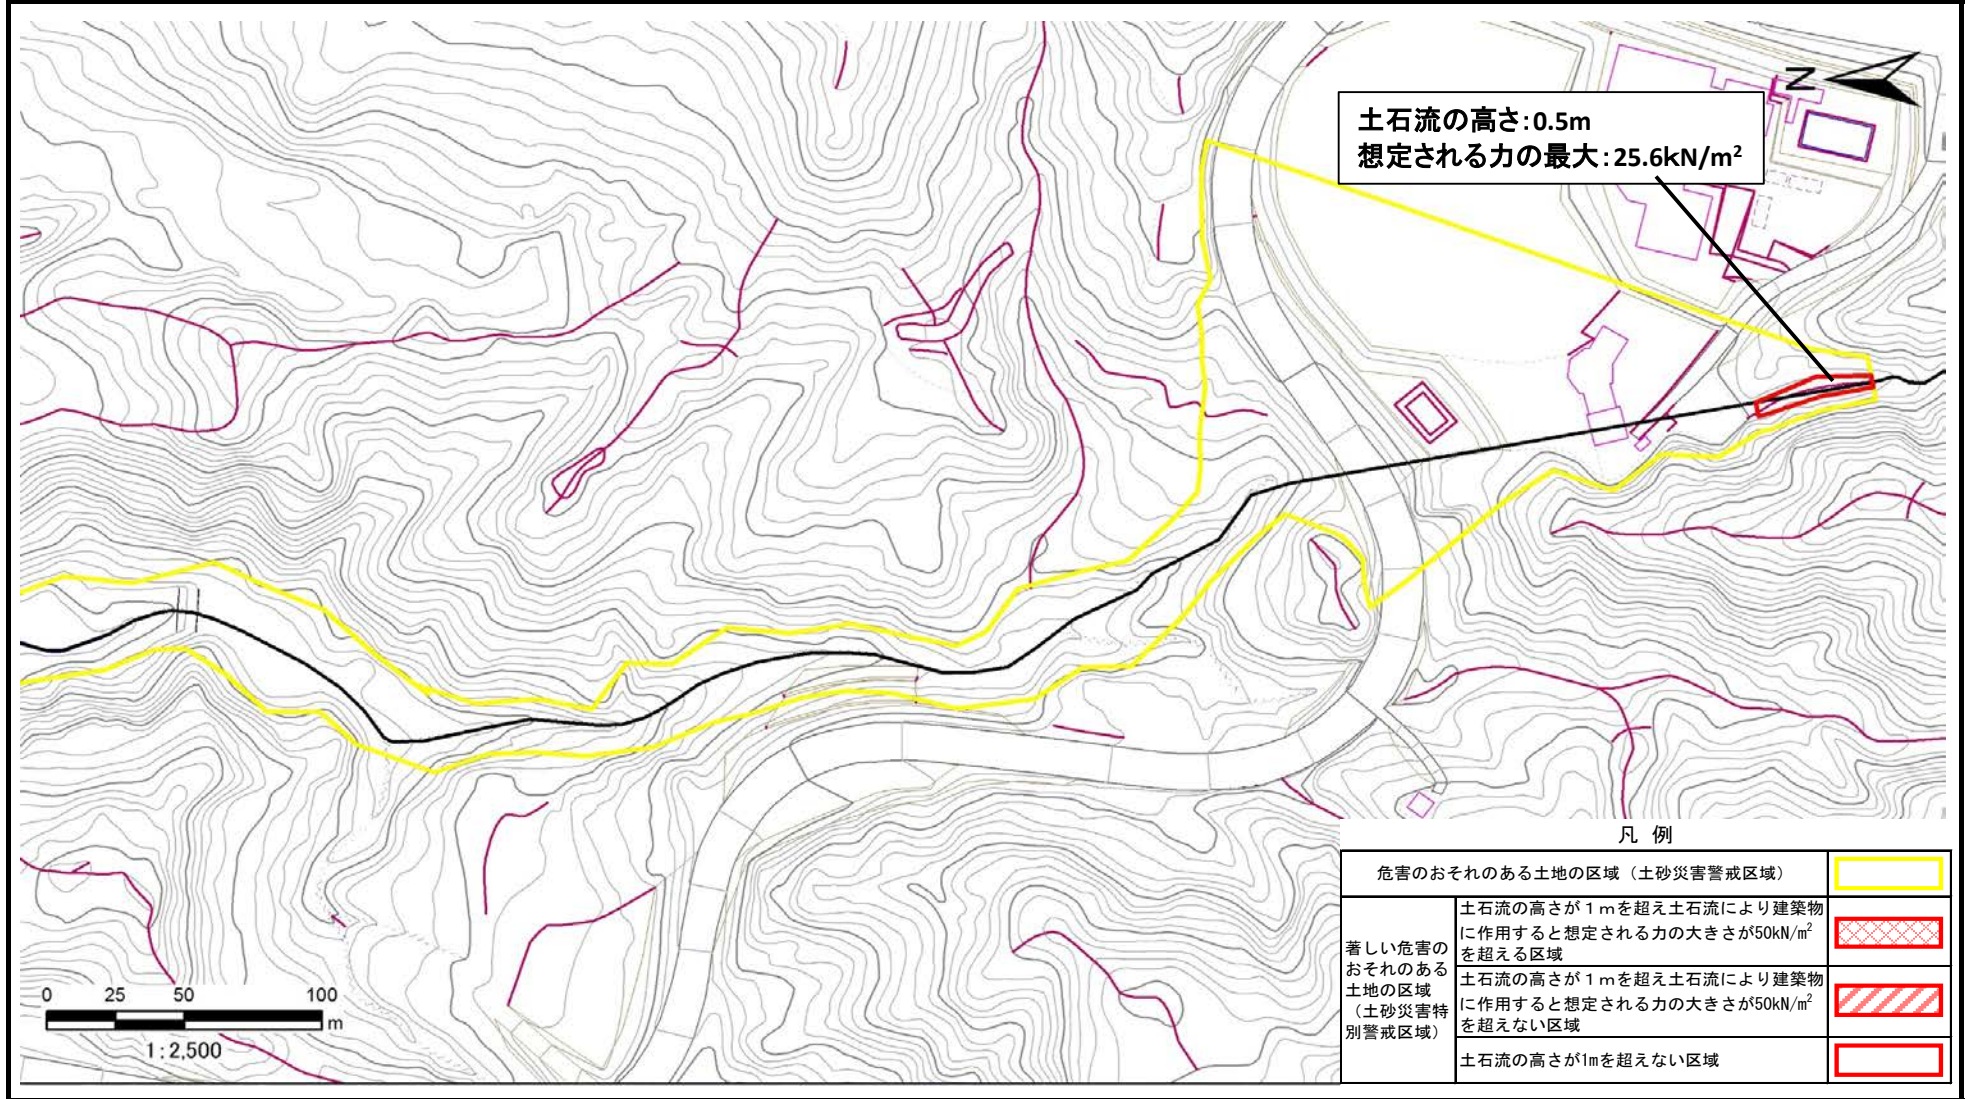 N
土石流の高さ:0.5m
想定される力の最大:25.6kN/m²
凡 例
危害のおそれのある土地の区域（土砂災害警戒区域）
著しい危害の
おそれのある
土地の区域
（土砂災害特
別警戒区域）
土石流の高さが１ｍを超え土石流により建築物
に作用すると想定される力の大きさが50kN/㎡
を超える区域
土石流の高さが１ｍを超え土石流により建築物
に作用すると想定される力の大きさが50kN/㎡
を超えない区域
土石流の高さが1mを超えない区域
0 25 50 100
m
1:2,500